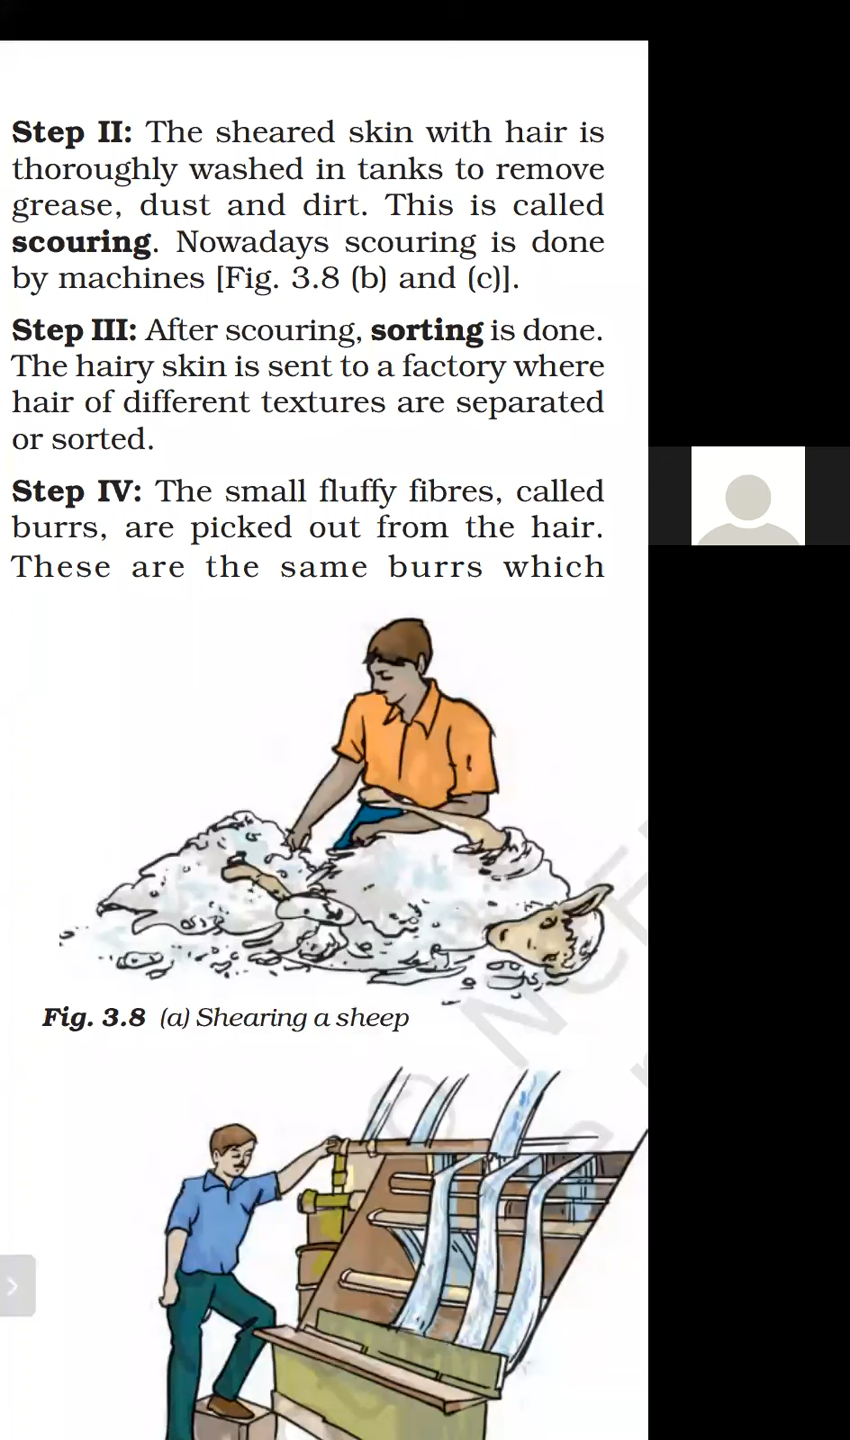 Step II: The sheared skin with hair is
thoroughly washed in tanks to remove
grease, dust and dirt. This is called
scouring. Nowadays scouring is done
by machines [Fig. 3.8 (b) and (c)].
Step III: After scouring, sorting is done.
The hairy skin is sent to a factory where
hair of different textures are separated
or sorted.
Step IV: The small fluffy fibres, called
burrs, are picked out from the hair.
These are the same burrs which
Fig. 3.8 (a) Shearing a sheep